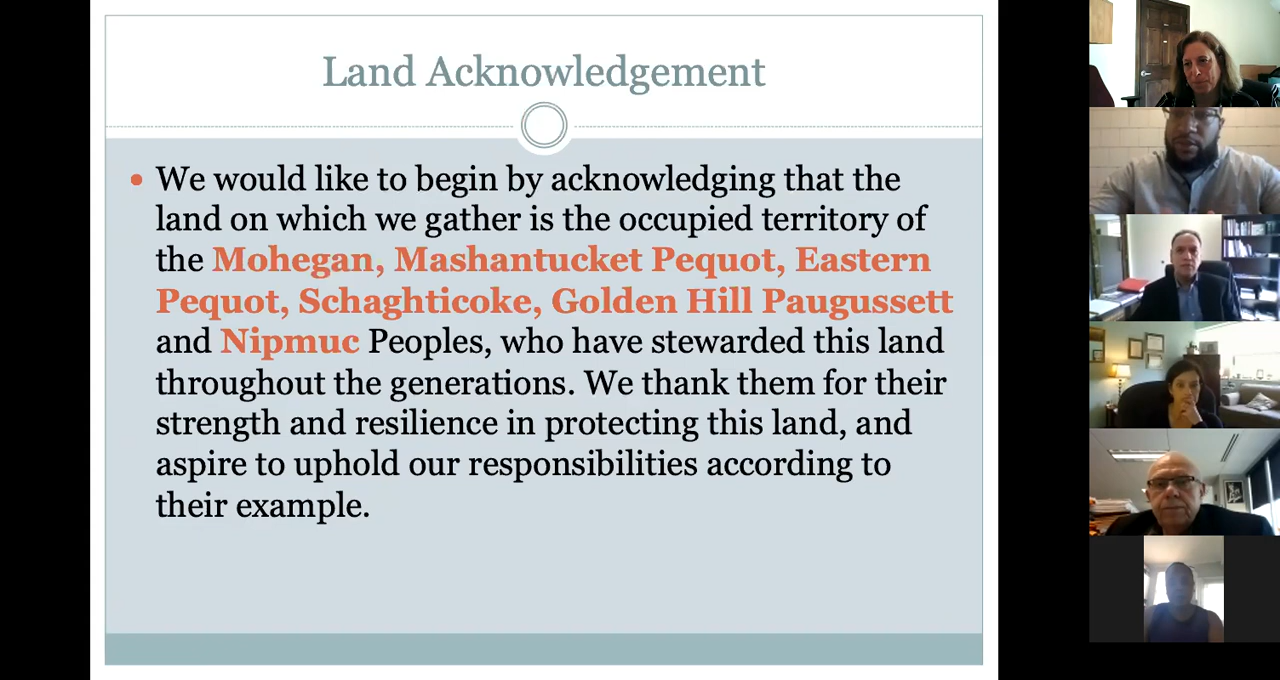 Land Acknowledgement
• We would like to begin by acknowledging that the
land on which we gather is the occupied territory of
the Mohegan, Mashantucket Pequot, Eastern
Pequot, Schaghticoke, Golden Hill Paugussett
and Nipmuc Peoples, who have stewarded this land
throughout the generations. We thank them for their
strength and resilience in protecting this land, and
aspire to uphold our responsibilities according to
their example.